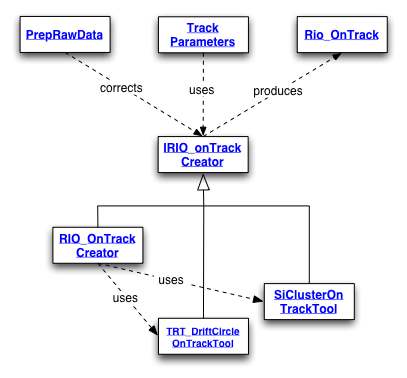 PrepRawData
Track
Parameters
Rio_OnTrack
corrects
uses
produces
IRIO_onTrack
Creator
RIO_OnTrack
Creator
uses
uses
SiClusterOn
TrackTool
TRT_DriftCircle
OnTrackTool